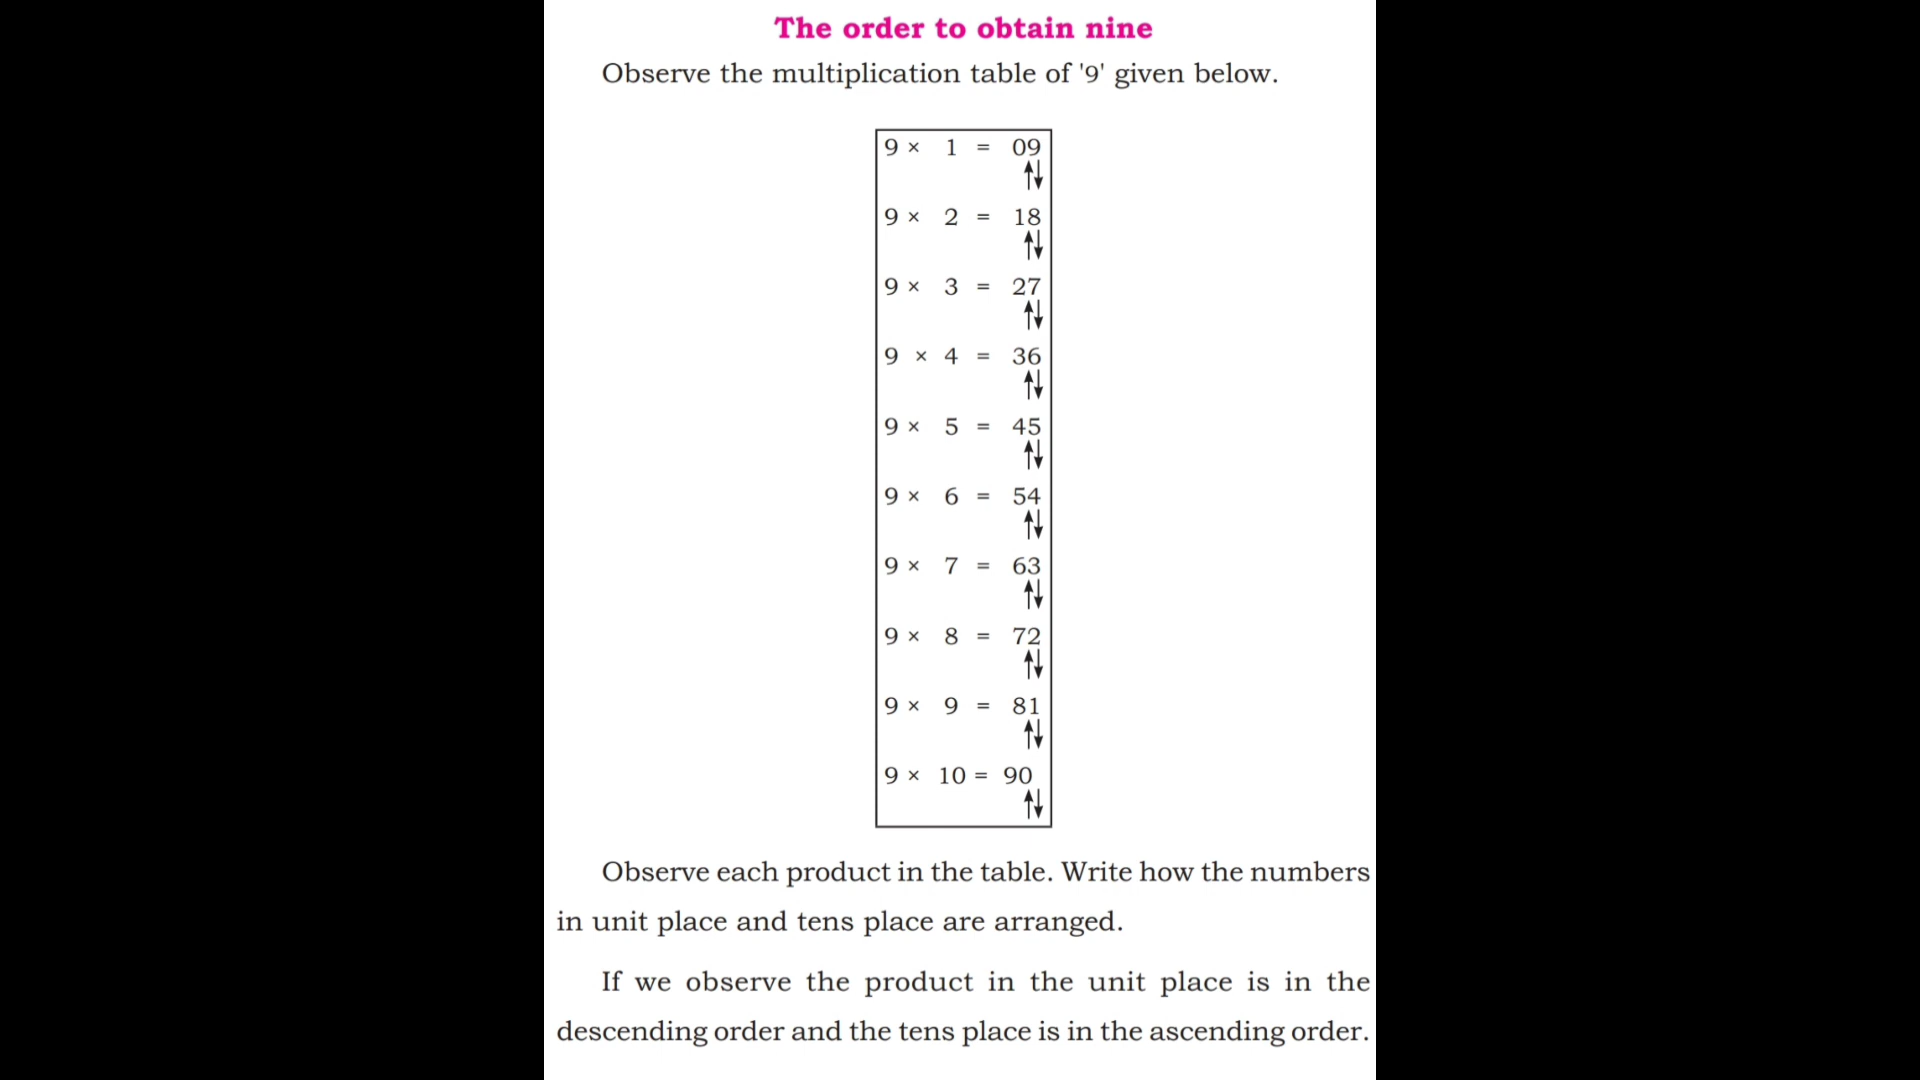 The order to obtain nine
Observe the multiplication table of '9' given below.
9 × 1 = 09
9 × 2 = 18
9 × 3 = 27
9 × 4 = 36
9 × 5 = 45
9 × 6 = 54
9 × 7 = 63
9 × 8 = 72
9 × 9 = 81
9 × 10 = 90
Observe each product in the table. Write how the numbers
in unit place and tens place are arranged.
If we observe the product in the unit place is in the
descending order and the tens place is in the ascending order.